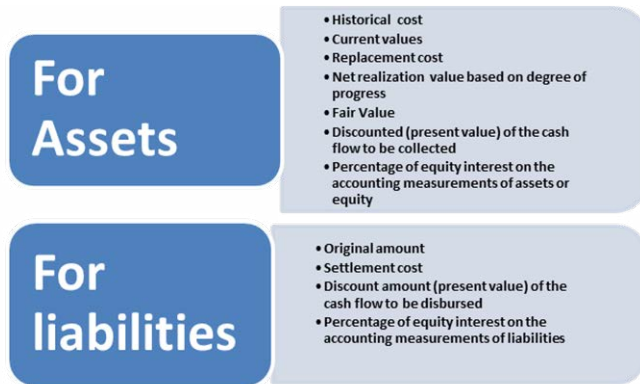 For
Assets
• Historical cost
• Current values
• Replacement cost
• Net realization value based on degree of
progress
• Fair Value
• Discounted (present value) of the cash
flow to be collected
• Percentage of equity interest on the
accounting measurements of assets or
equity
For
liabilities
• Original amount
• Settlement cost
• Discount amount (present value) of the
cash flow to be disbursed
• Percentage of equity interest on the
accounting measurements of liabilities